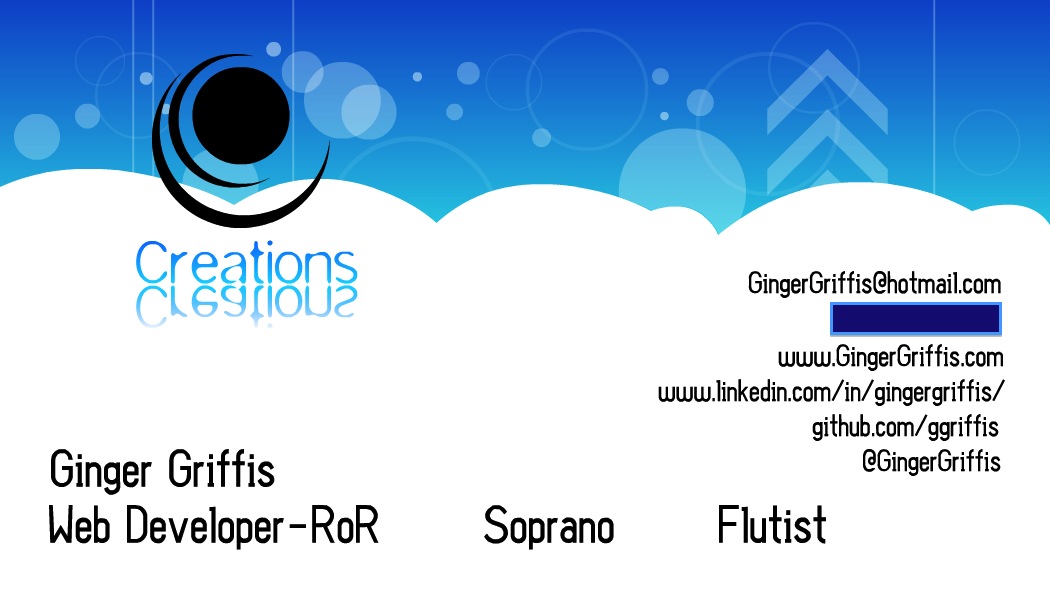 Creations
GingerGriffis@hotmail.com
www.GingerGriffis.com
www.linkedin.com/in/gingergriffis/
github.com/ggriffis
@GingerGriffis
Ginger Griffis
Web Developer-RoR Soprano Flutist